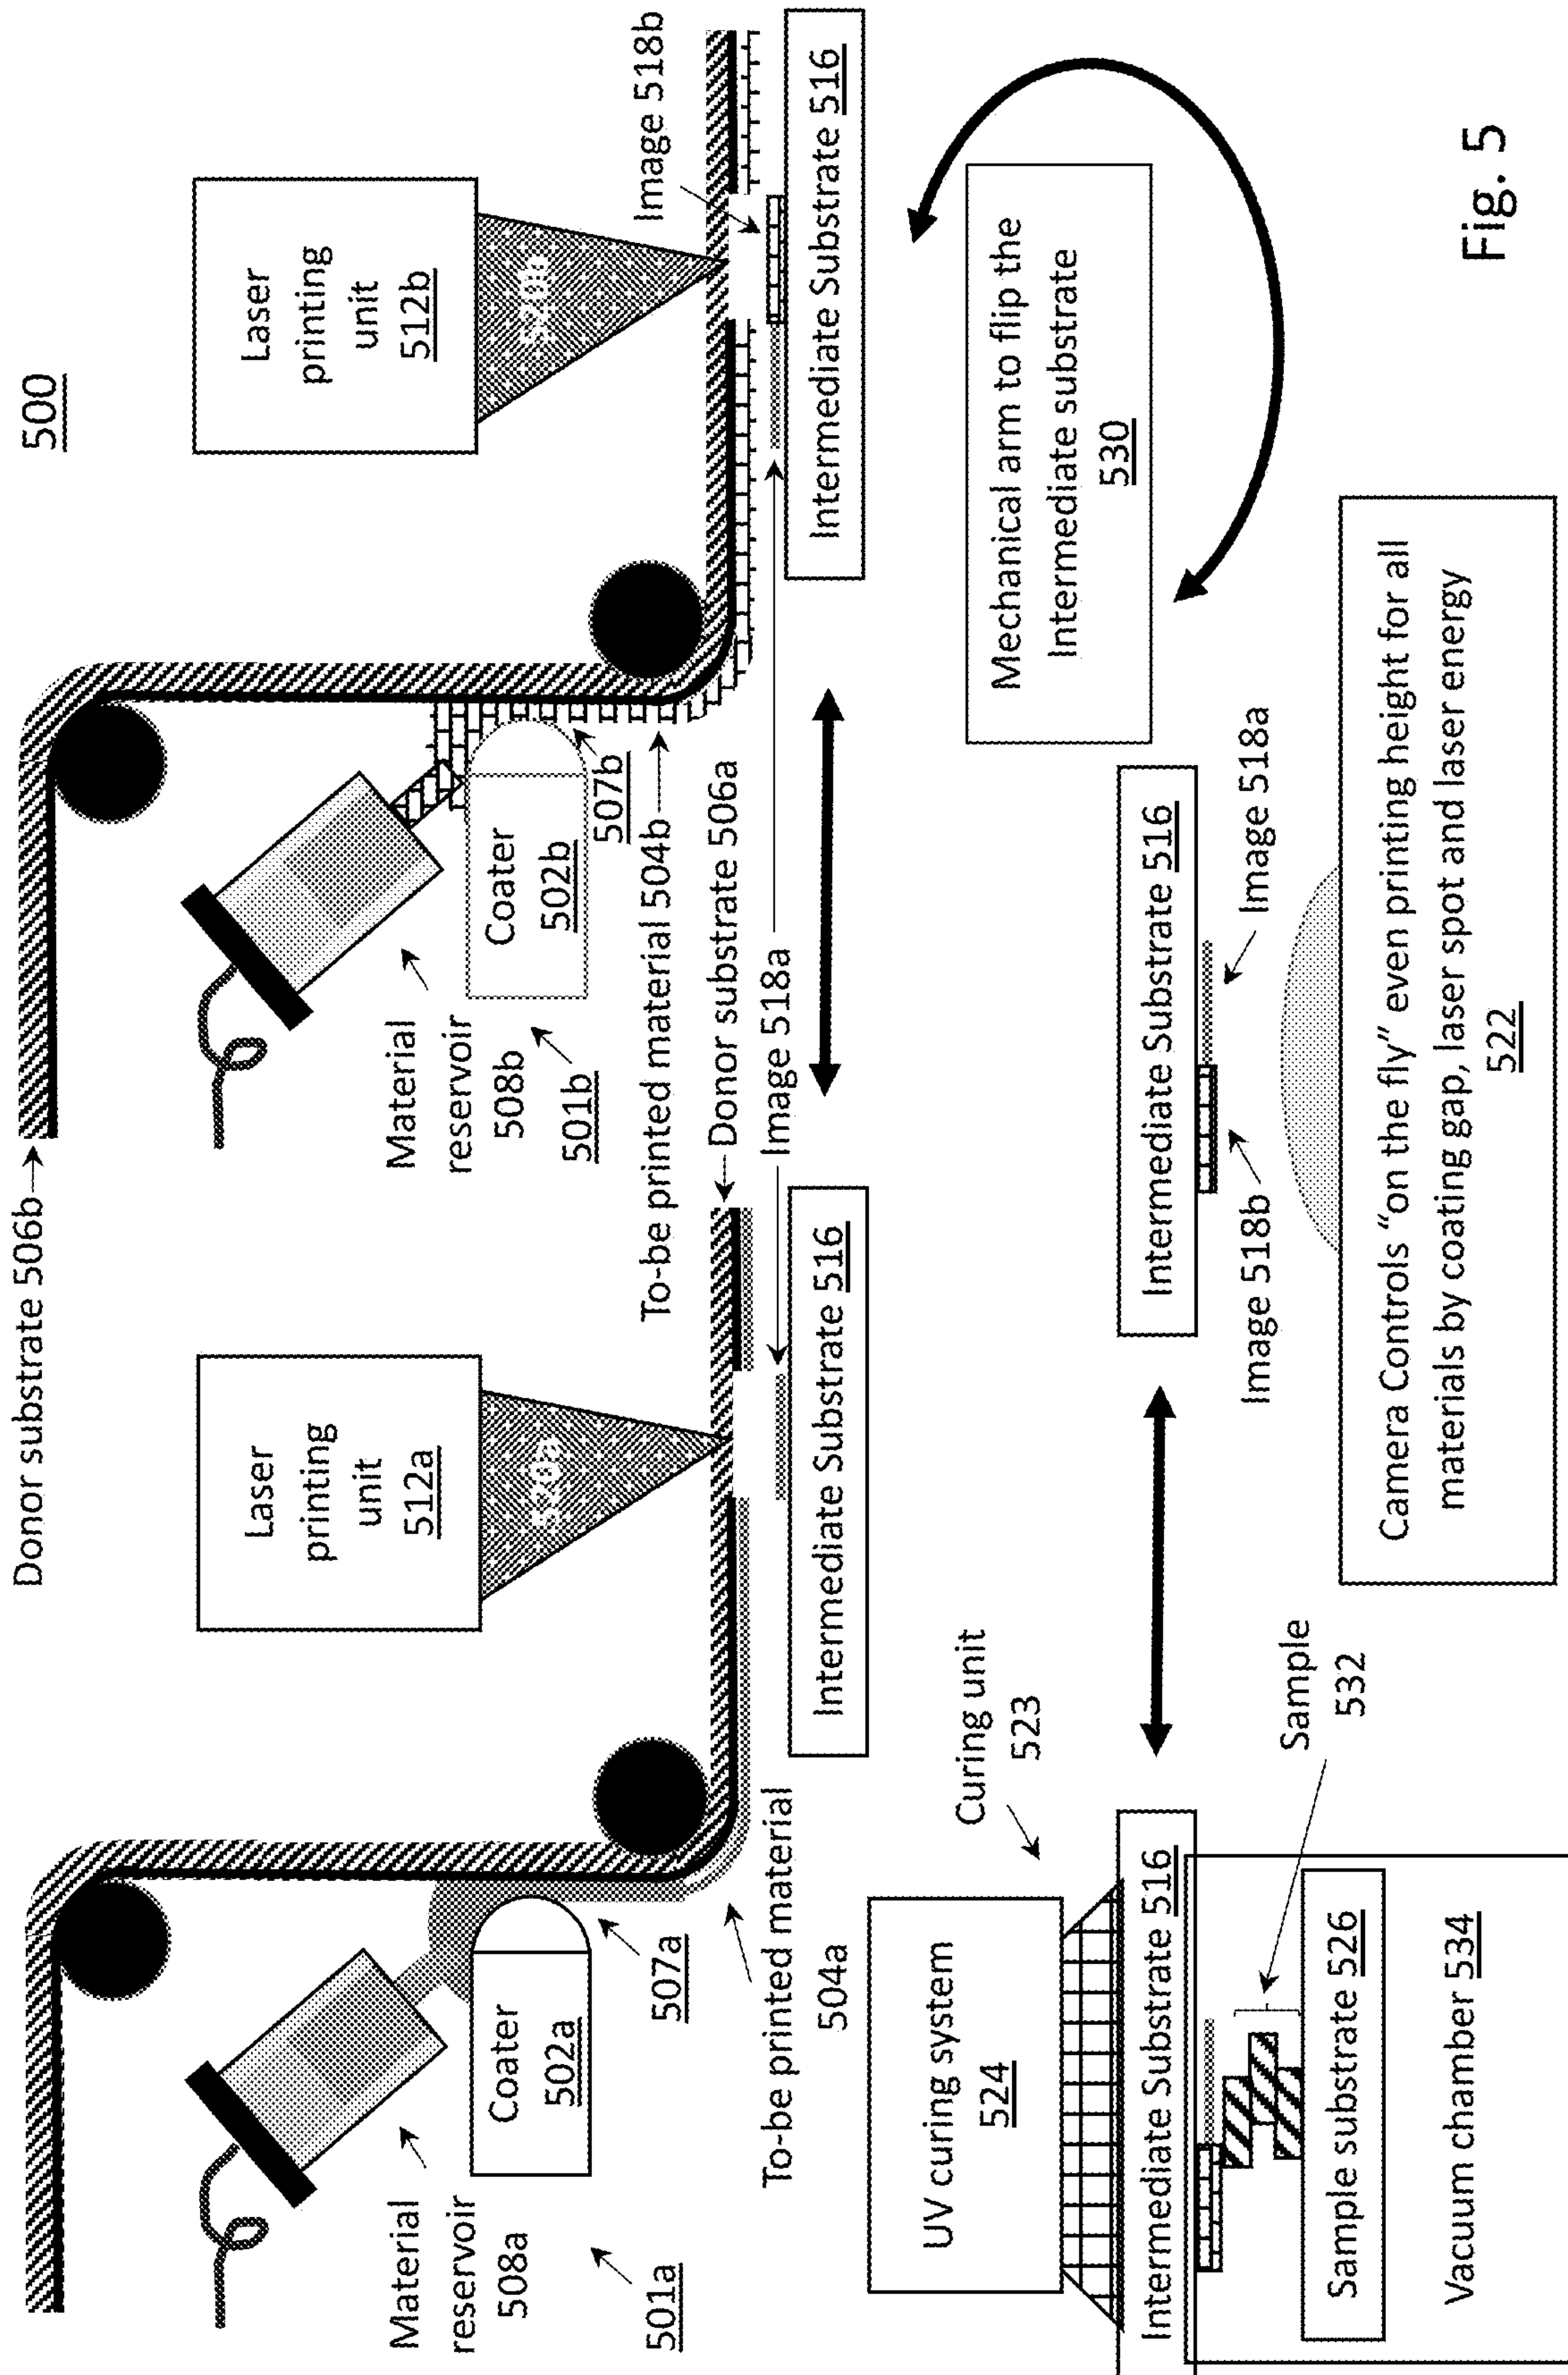 500
Donor substrate 506b
Laser
printing
unit
512a
520a
Laser
printing
unit
512b
520b
Material
reservoir
508a
501a
Coater
502a
507a
To-be printed material
504a
Material
reservoir
508b
501b
Coater
502b
507b
To-be printed material 504b
Donor substrate 506a
Image 518a
Image 518b
Intermediate Substrate 516
Intermediate Substrate 516
Mechanical arm to flip the
Intermediate substrate
530
UV curing system
524
Curing unit
523
Intermediate Substrate 516
Sample
532
Sample substrate 526
Vacuum chamber 534
Intermediate Substrate 516
Image 518b
Image 518a
Camera Controls “on the fly” even printing height for all
materials by coating gap, laser spot and laser energy
522
Fig. 5